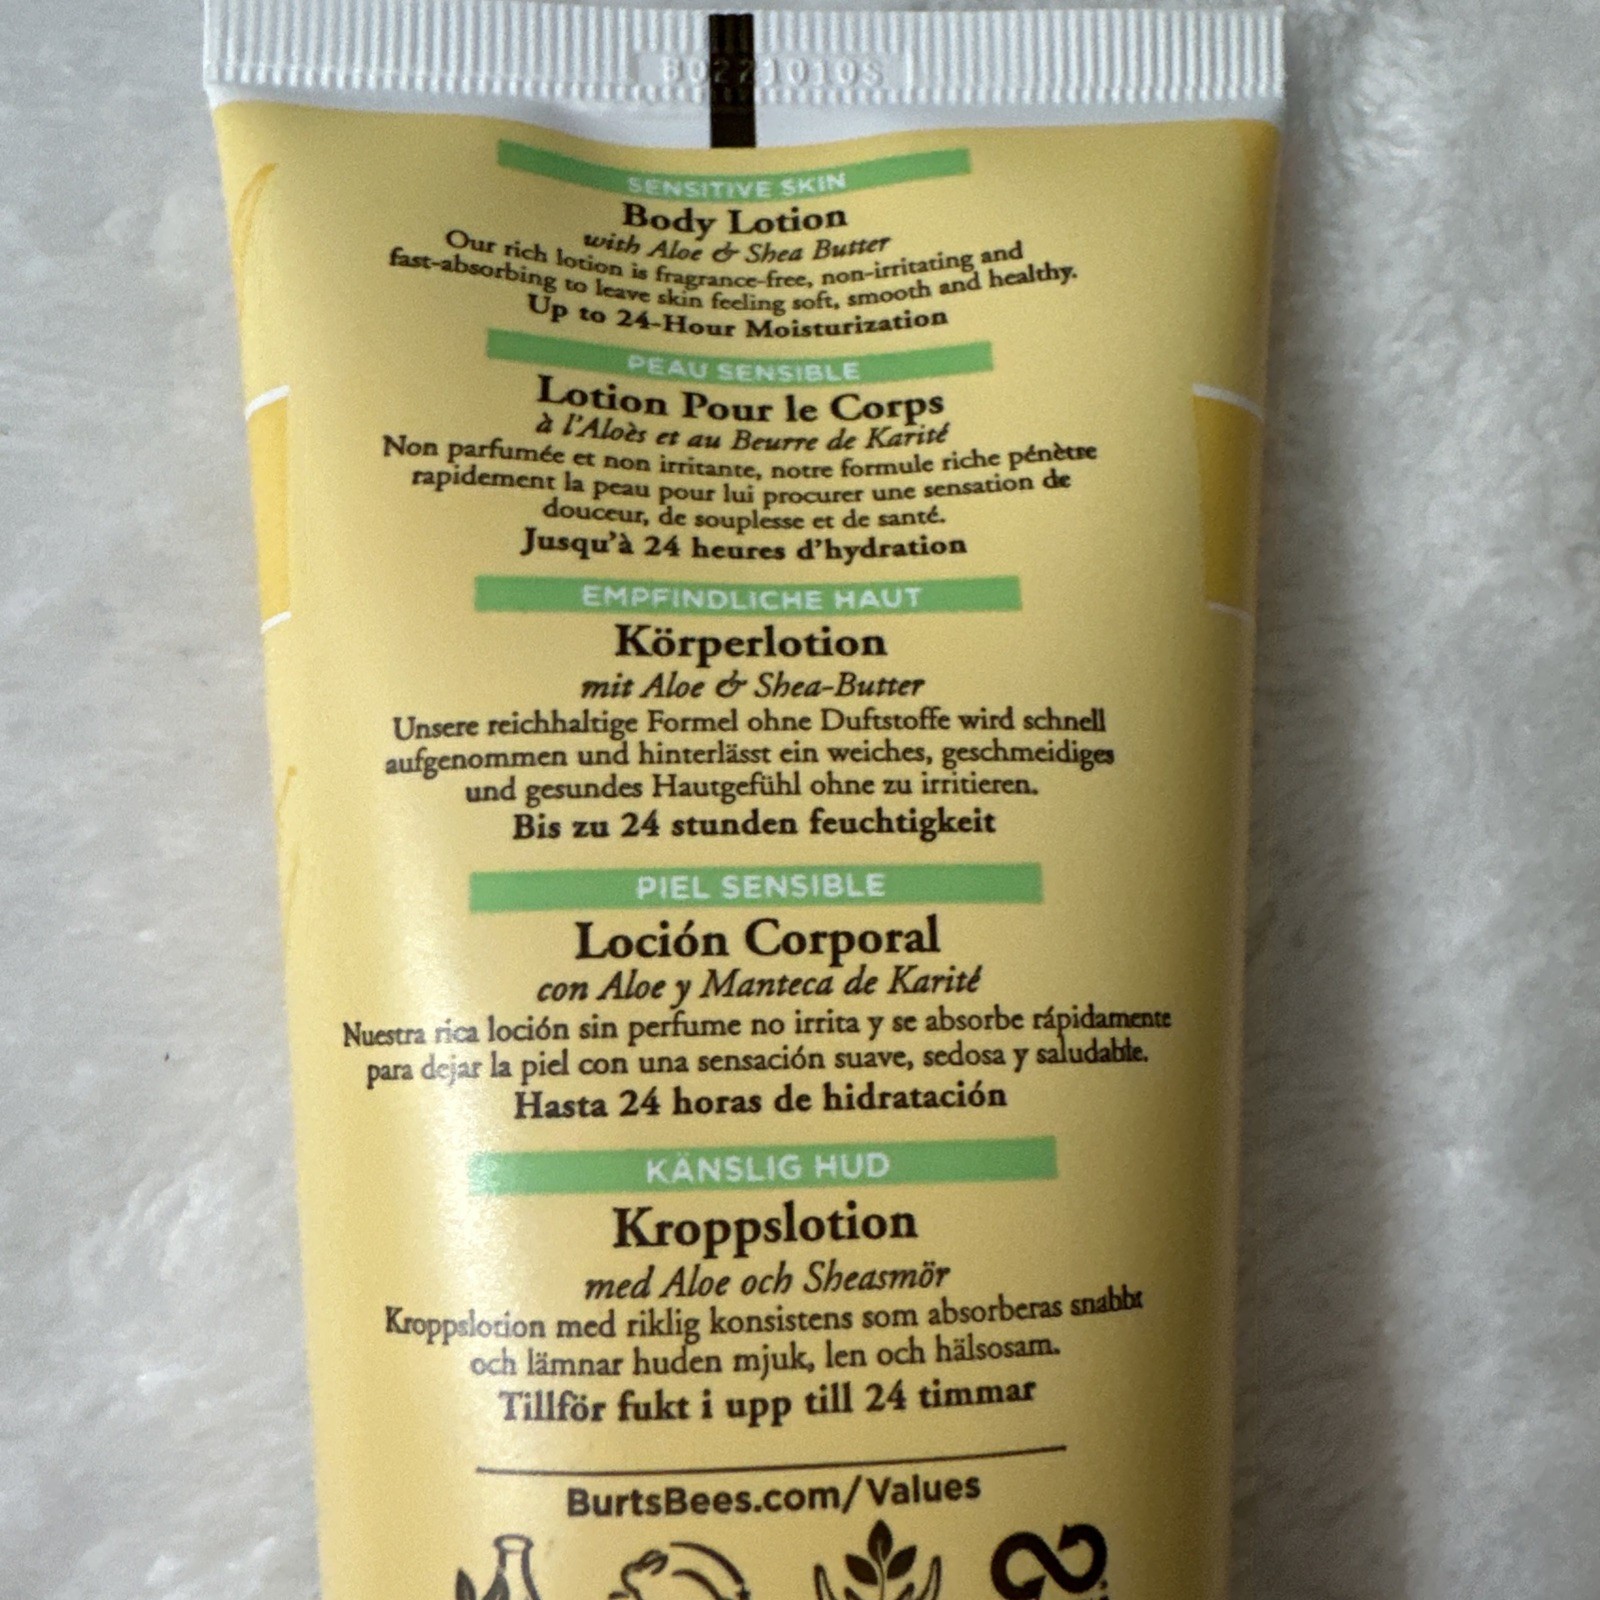 SENSITIVE SKIN
Body Lotion
with Aloe & Shea Butter
Our rich lotion is fragrance-free, non-irritating and
fast-absorbing to leave skin feeling soft, smooth and healthy.
Up to 24-Hour Moisturization
PEAU SENSIBLE
Lotion Pour le Corps
à l'Aloès et au Beurre de Karité
Non parfumée et non irritante, notre formule riche pénètre
rapidement la peau pour lui procurer une sensation de
douceur, de souplesse et de santé.
Jusqu'à 24 heures d'hydration
EMPFINDLICHE HAUT
Körperlotion
mit Aloe & Shea-Butter
Unsere reichhaltige Formel ohne Duftstoffe wird schnell
aufgenommen und hinterlässt ein weiches, geschmeidiges
und gesundes Hautgefühl ohne zu irritieren.
Bis zu 24 stunden feuchtigkeit
PIEL SENSIBLE
Loción Corporal
con Aloe y Manteca de Karité
Nuestra rica loción sin perfume no irrita y se absorbe rápidamente
para dejar la piel con una sensación suave, sedosa y saludable.
Hasta 24 horas de hidratación
KÄNSLIG HUD
Kroppslotion
med Aloe och Sheasmör
Kroppslotion med riklig konsistens som absorberas snabbt
och lämnar huden mjuk, len och hälsosam.
Tillför fukt i upp till 24 timmar
BurtsBees.com/Values